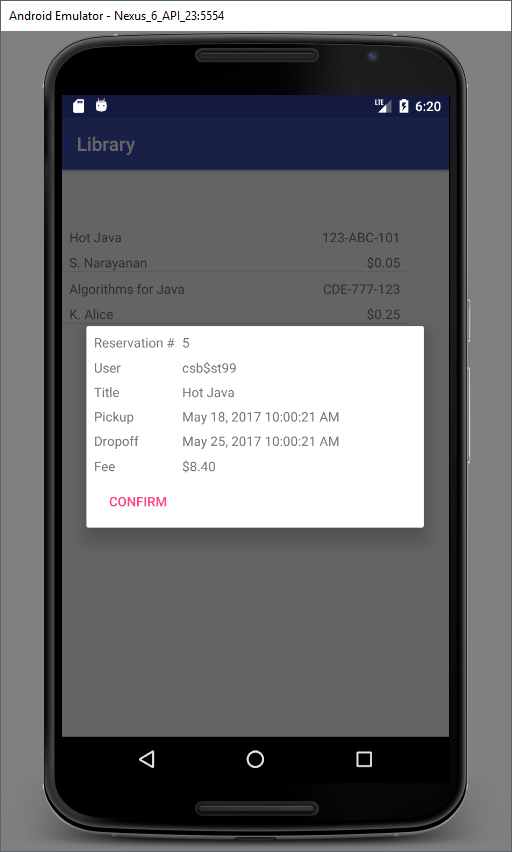 Android Emulator - Nexus_6_API_23:5554
LTE 6:20
Library
Hot Java 123-ABC-101
S. Narayanan $0.05
Algorithms for Java CDE-777-123
K. Alice $0.25
Reservation # 5
User csb$st99
Title Hot Java
Pickup May 18, 2017 10:00:21 AM
Dropoff May 25, 2017 10:00:21 AM
Fee $8.40
CONFIRM